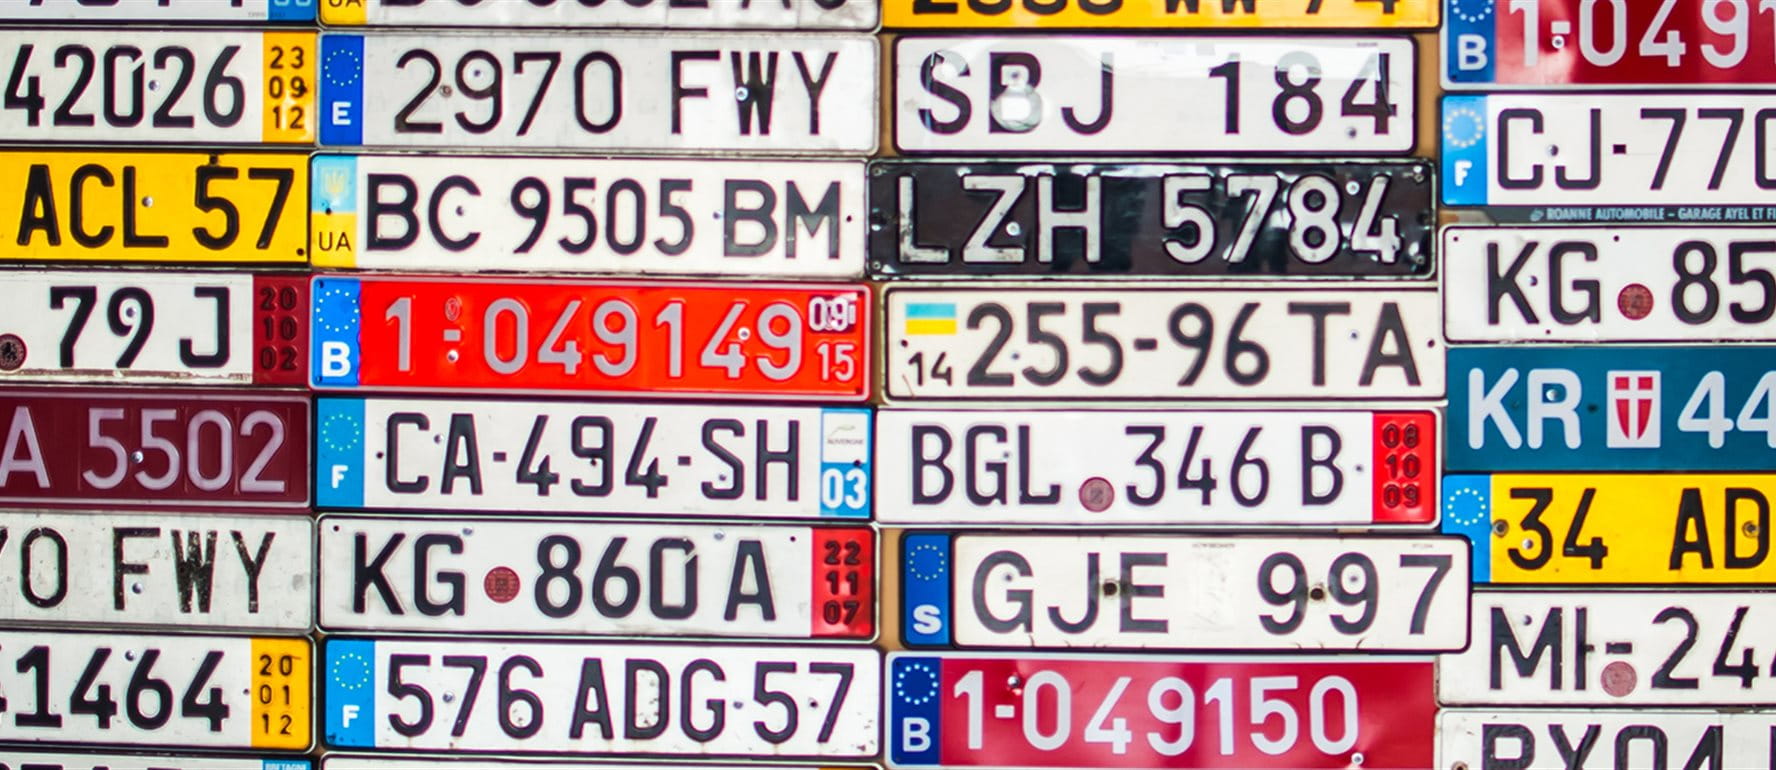 42026 23 09 12
E 2970 FWY
SBJ 184
B 1-049
F CJ-770
ROANNE AUTOMOBILE - GARAGE AYEL ET
ACL 57
UA BC 9505 BM
LZH 5784
KG 85
79 J 20 10 02
B 1-049149 09 15
14 255-96 TA
KR 44
A 5502
F CA-494-SH AUVERGNE 03
BGL 346 B 08 10 09
34 AD
0 FWY
KG 860 A 22 11 07
S GJE 997
MI-24
1464 20 01 12
F 576 ADG 57
B 1-049150
BRETAGNE